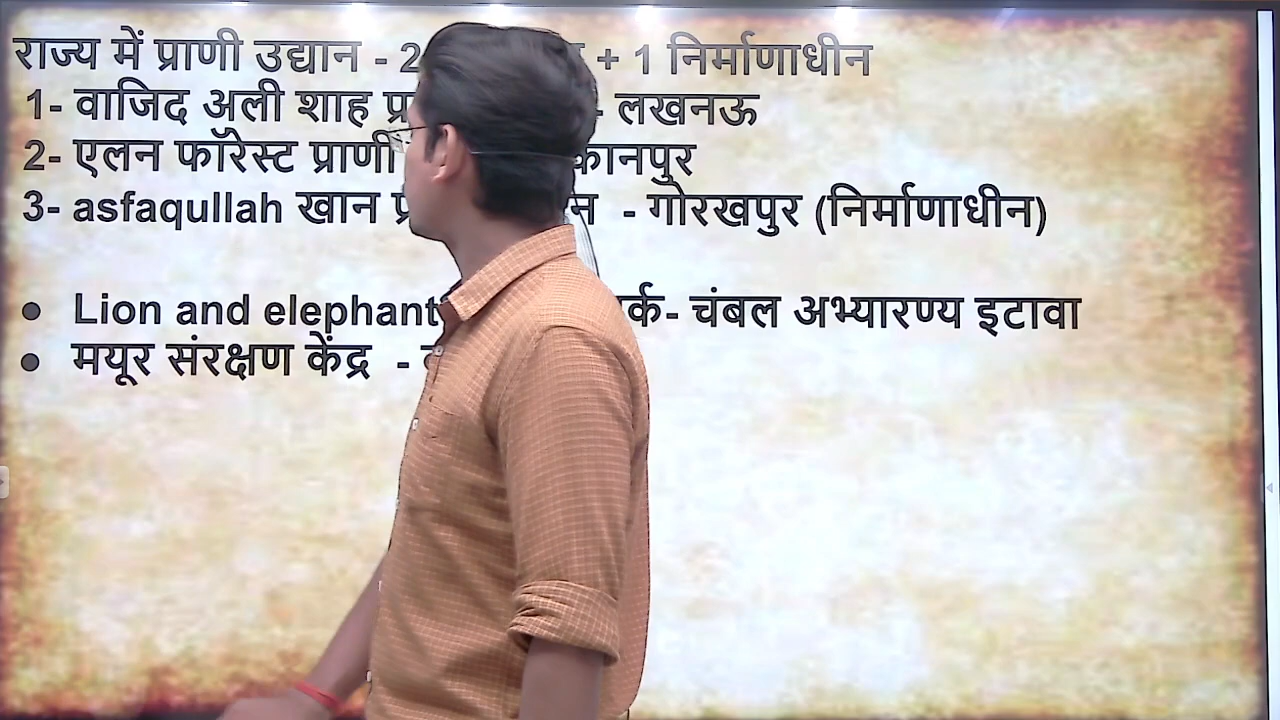 राज्य में प्राणी उद्यान - 2 + 1 निर्माणाधीन
1- वाजिद अली शाह - लखनऊ
2- एलन फॉरेस्ट प्राणी कानपुर
3- asfaqullah खान - गोरखपुर (निर्माणाधीन)
● Lion and elephant चंबल अभ्यारण्य इटावा
● मयूर संरक्षण केंद्र -